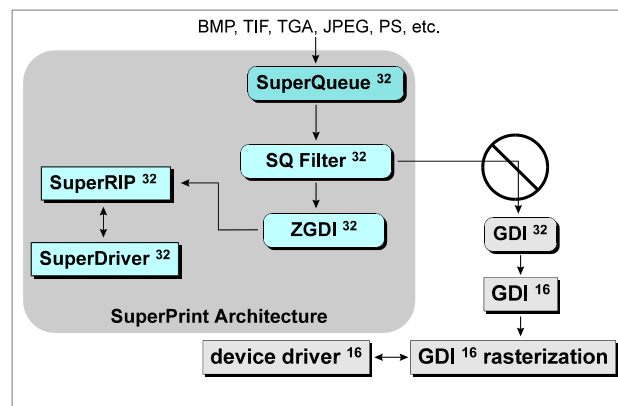 BMP, TIF, TGA, JPEG, PS, etc.
SuperQueue 32
SQ Filter 32
SuperRIP 32
ZGDI 32
GDI 32
SuperDriver 32
GDI 16
SuperPrint Architecture
device driver 16
GDI 16 rasterization